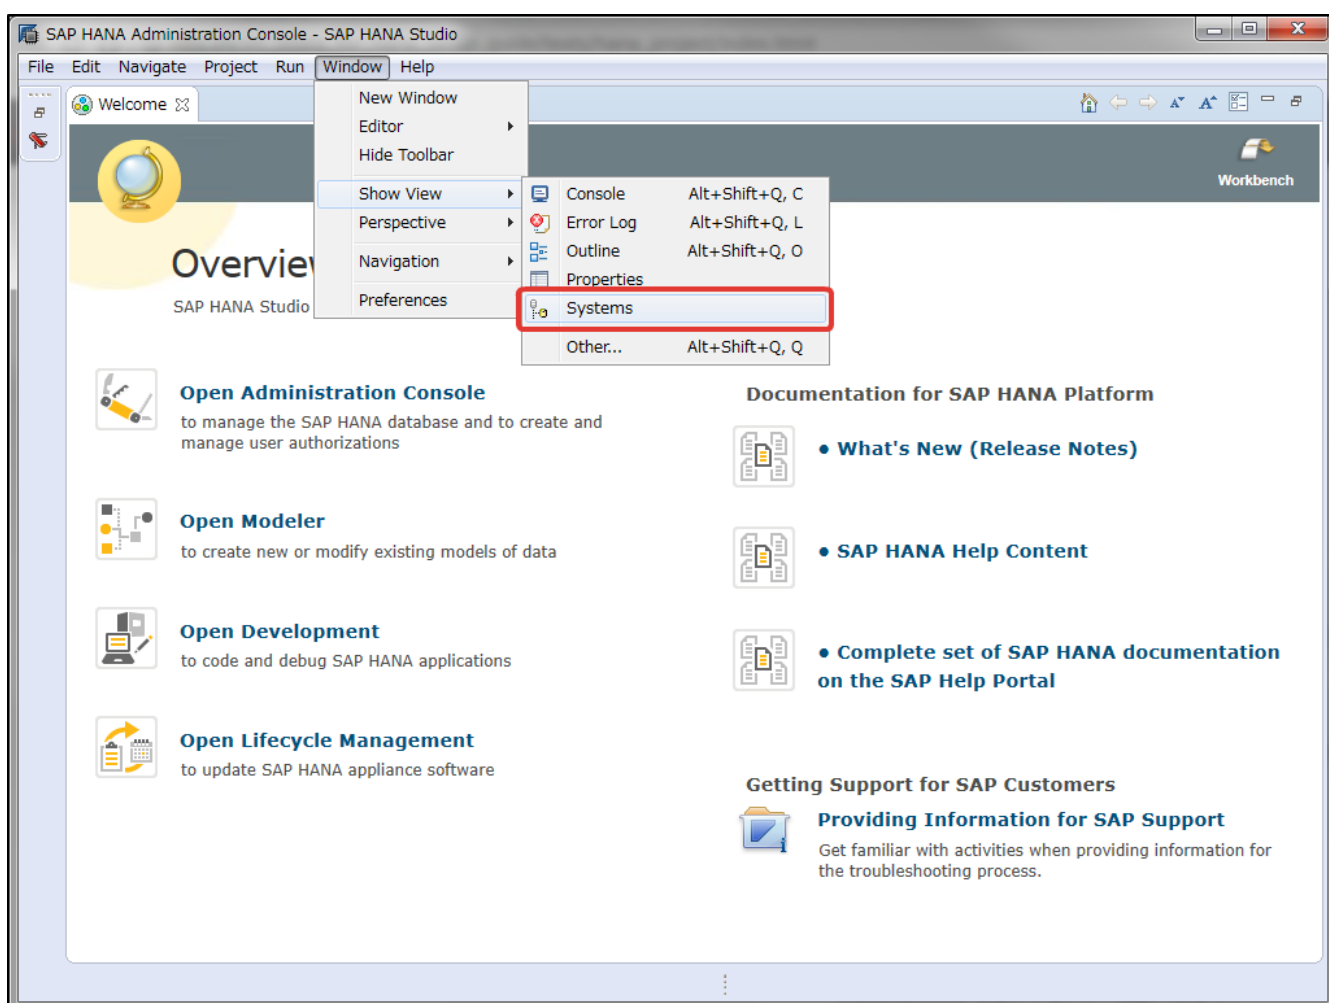 SAP HANA Administration Console - SAP HANA Studio
File Edit Navigate Project Run Window Help
Welcome
New Window
Editor
Hide Toolbar
Show View
Perspective
Navigation
Preferences
Console Alt+Shift+Q, C
Error Log Alt+Shift+Q, L
Outline Alt+Shift+Q, O
Properties
Systems
Other... Alt+Shift+Q, Q
Workbench
Overvie
SAP HANA Studio
Open Administration Console
to manage the SAP HANA database and to create and
manage user authorizations
Open Modeler
to create new or modify existing models of data
Open Development
to code and debug SAP HANA applications
Open Lifecycle Management
to update SAP HANA appliance software
Documentation for SAP HANA Platform
• What's New (Release Notes)
• SAP HANA Help Content
• Complete set of SAP HANA documentation
on the SAP Help Portal
Getting Support for SAP Customers
Providing Information for SAP Support
Get familiar with activities when providing information for
the troubleshooting process.